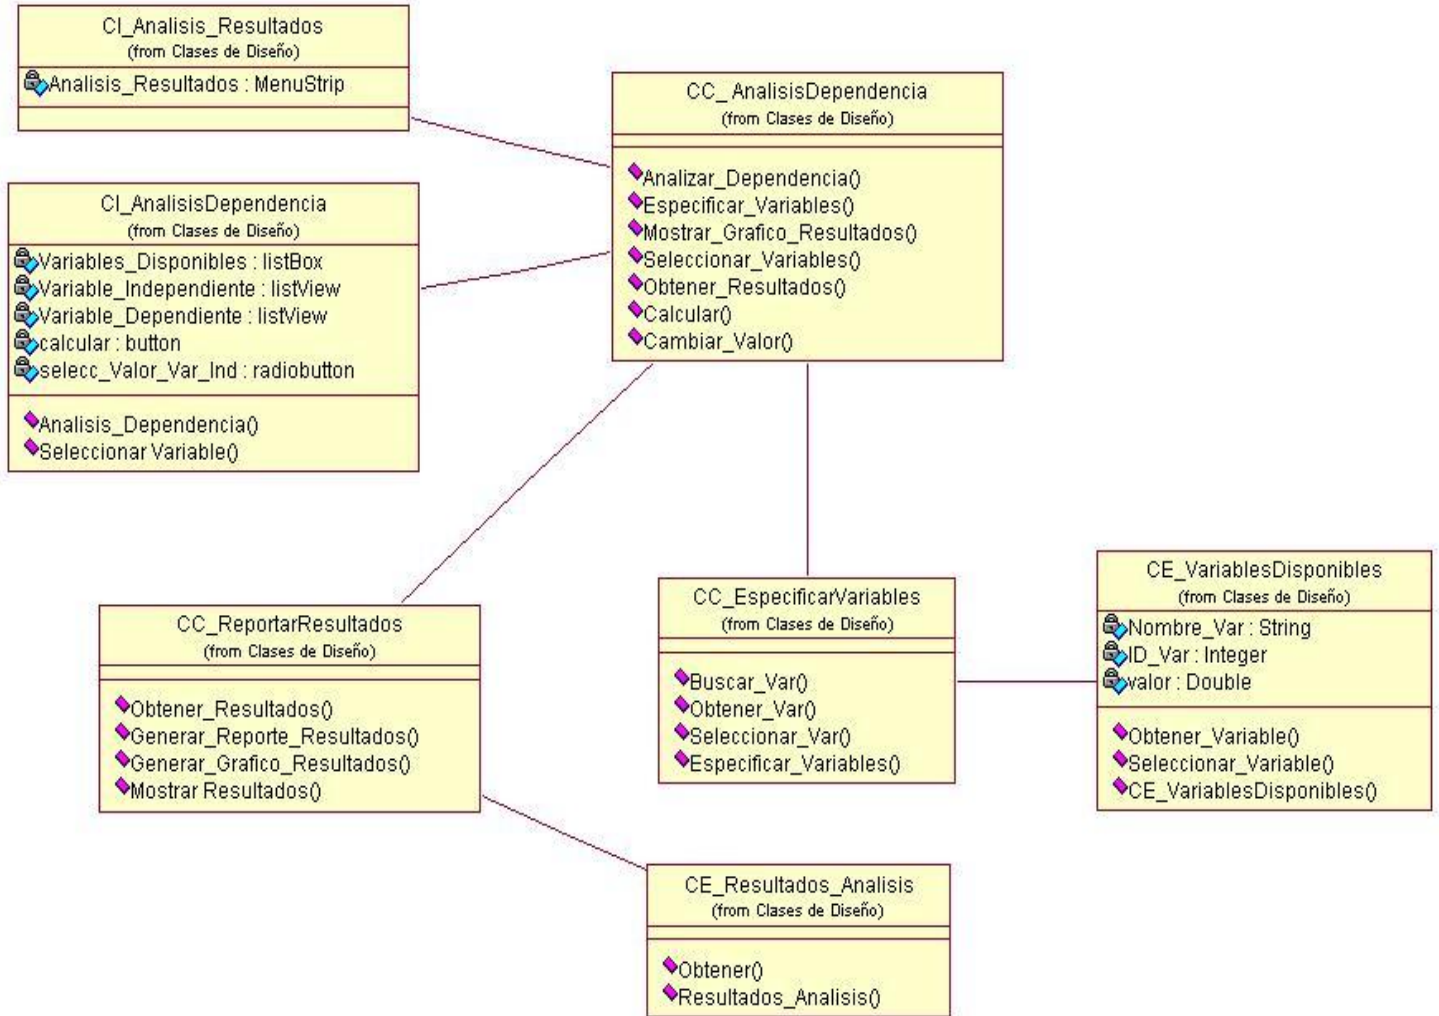 CI_Analisis_Resultados
(from Clases de Diseño)
Analisis_Resultados : MenuStrip
CC_ AnalisisDependencia
(from Clases de Diseño)
Analizar_Dependencia()
Especificar_Variables()
Mostrar_Grafico_Resultados()
Seleccionar_Variables()
Obtener_Resultados()
Calcular()
Cambiar_Valor()
CI_AnalisisDependencia
(from Clases de Diseño)
Variables_Disponibles : listBox
Variable_Independiente : listView
Variable_Dependiente : listView
calcular : button
selecc_Valor_Var_Ind : radiobutton
Analisis_Dependencia()
Seleccionar Variable()
CC_ReportarResultados
(from Clases de Diseño)
Obtener_Resultados()
Generar_Reporte_Resultados()
Generar_Grafico_Resultados()
Mostrar Resultados()
CC_EspecificarVariables
(from Clases de Diseño)
Buscar_Var()
Obtener_Var()
Seleccionar_Var()
Especificar_Variables()
CE_VariablesDisponibles
(from Clases de Diseño)
Nombre_Var : String
ID_Var : Integer
valor : Double
Obtener_Variable()
Seleccionar_Variable()
CE_VariablesDisponibles()
CE_Resultados_Analisis
(from Clases de Diseño)
Obtener()
Resultados_Analisis()